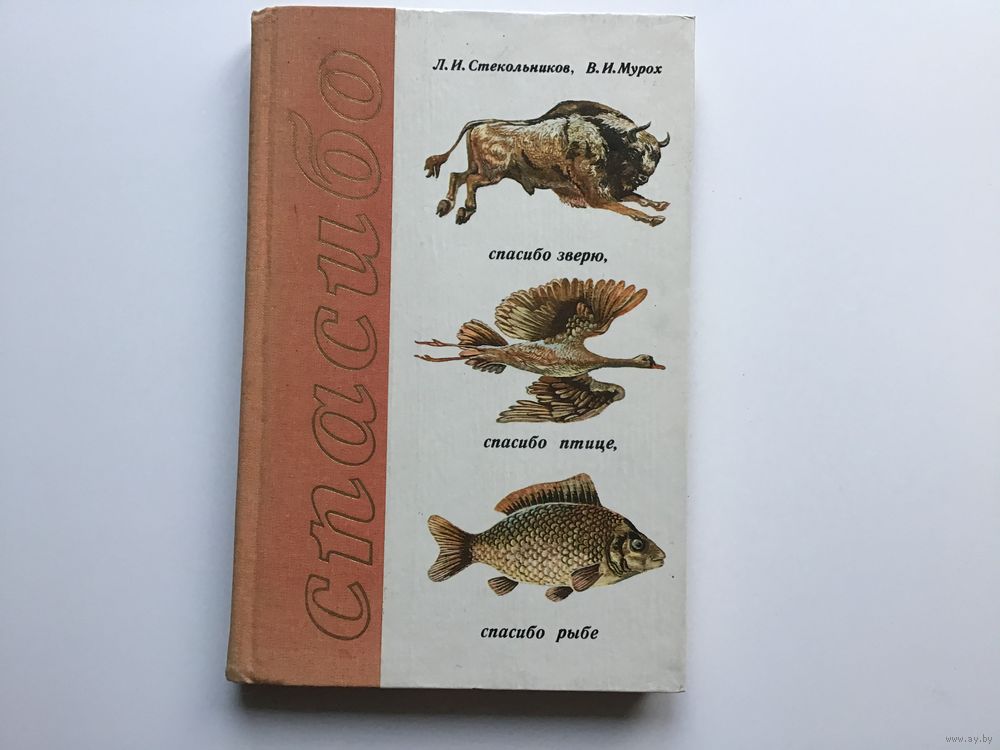 спасибо
Л. И. Стекольников, В. И. Мурох
спасибо зверю,
спасибо птице,
спасибо рыбе
www.ay.by